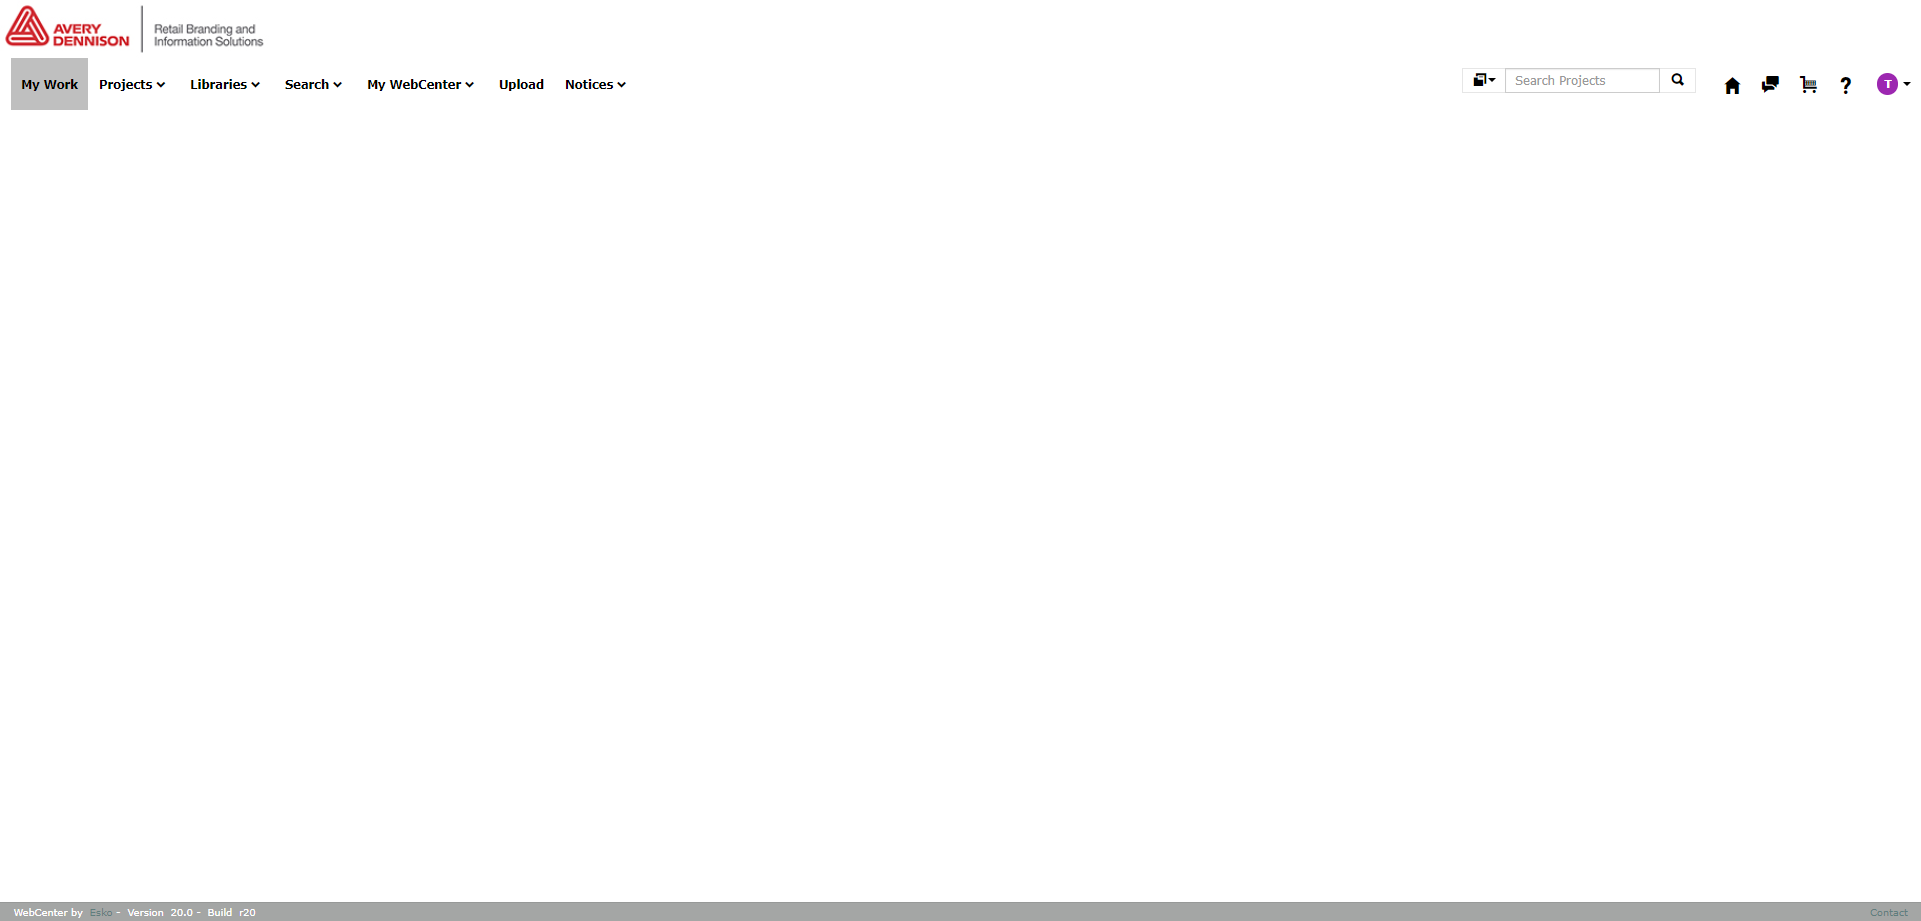 AVERY
DENNISON
Retail Branding and
Information Solutions
My Work Projects Libraries Search My WebCenter Upload Notices Search Projects ? T
WebCenter by Esko - Version 20.0 - Build r20 Contact